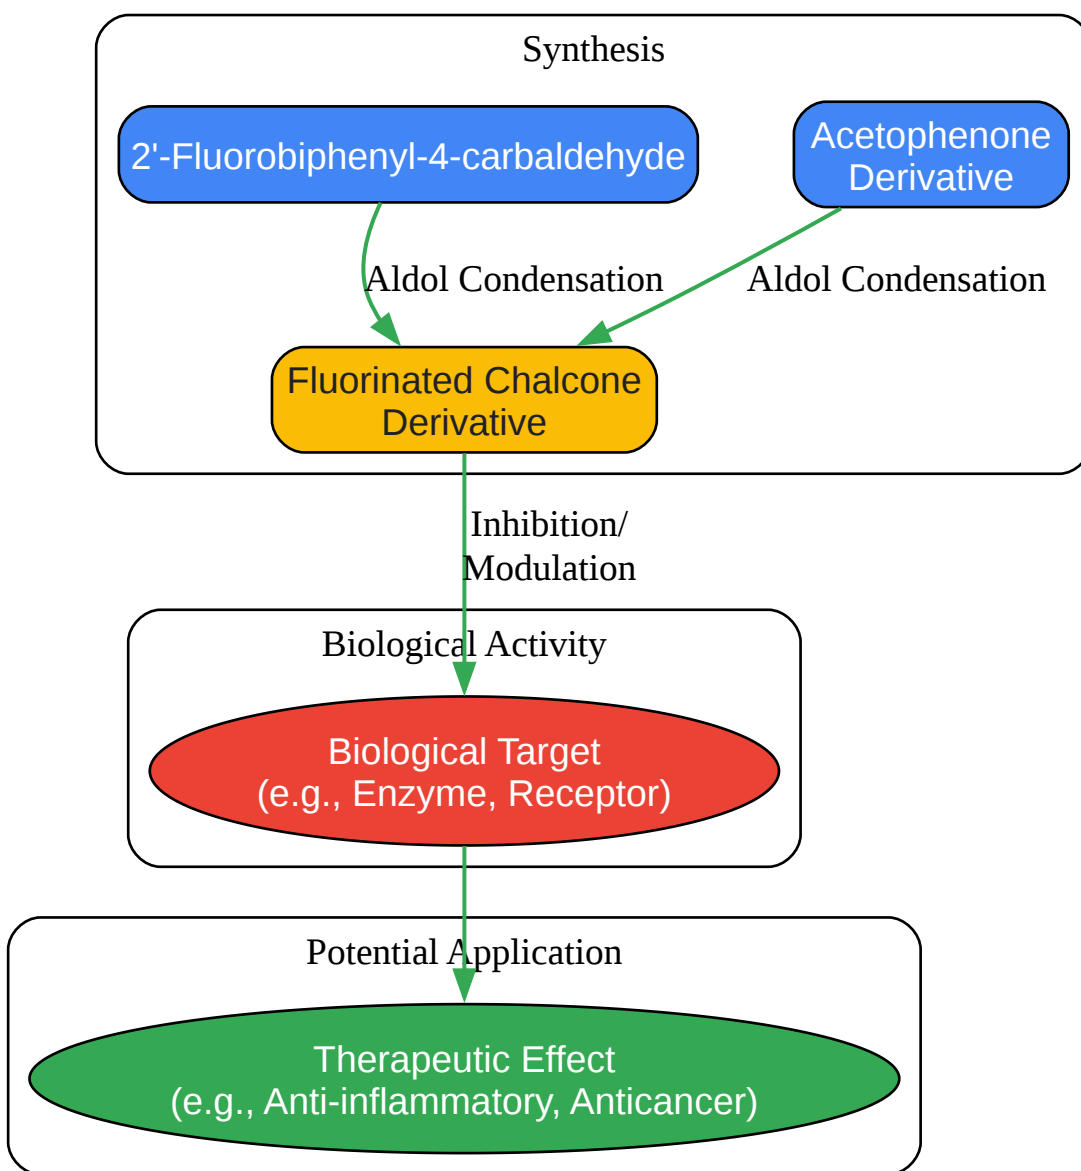 Synthesis
2'-Fluorobiphenyl-4-carbaldehyde
Acetophenone
Derivative
Aldol Condensation
Aldol Condensation
Fluorinated Chalcone
Derivative
Inhibition/
Modulation
Biological Activity
Biological Target
(e.g., Enzyme, Receptor)
Potential Application
Therapeutic Effect
(e.g., Anti-inflammatory, Anticancer)